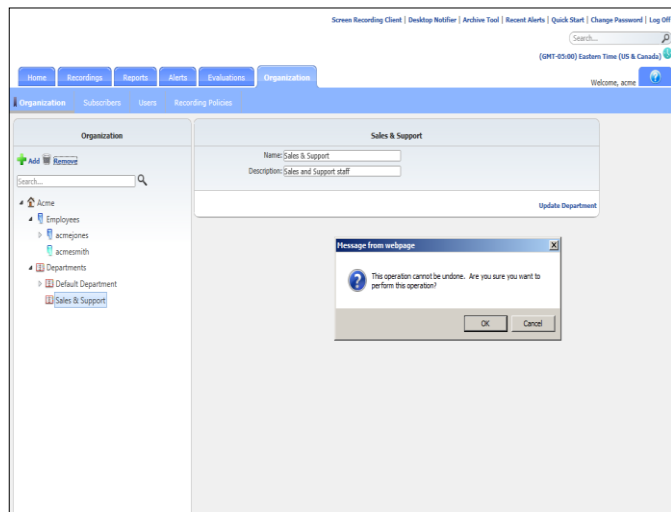 Screen Recording Client | Desktop Notifier | Archive Tool | Recent Alerts | Quick Start | Change Password | Log Off
Search...
(GMT-05:00) Eastern Time (US & Canada)
Home Recordings Reports Alerts Evaluations Organization
Welcome, acme
Organization Subscribers Users Recording Policies
Organization
Sales & Support
Add Remove
Name: Sales & Support
Description: Sales and Support staff
Search...
Update Department
Acme
Employees
acmejones
acmesmith
Departments
Default Department
Sales & Support
Message from webpage
This operation cannot be undone. Are you sure you want to
perform this operation?
OK Cancel